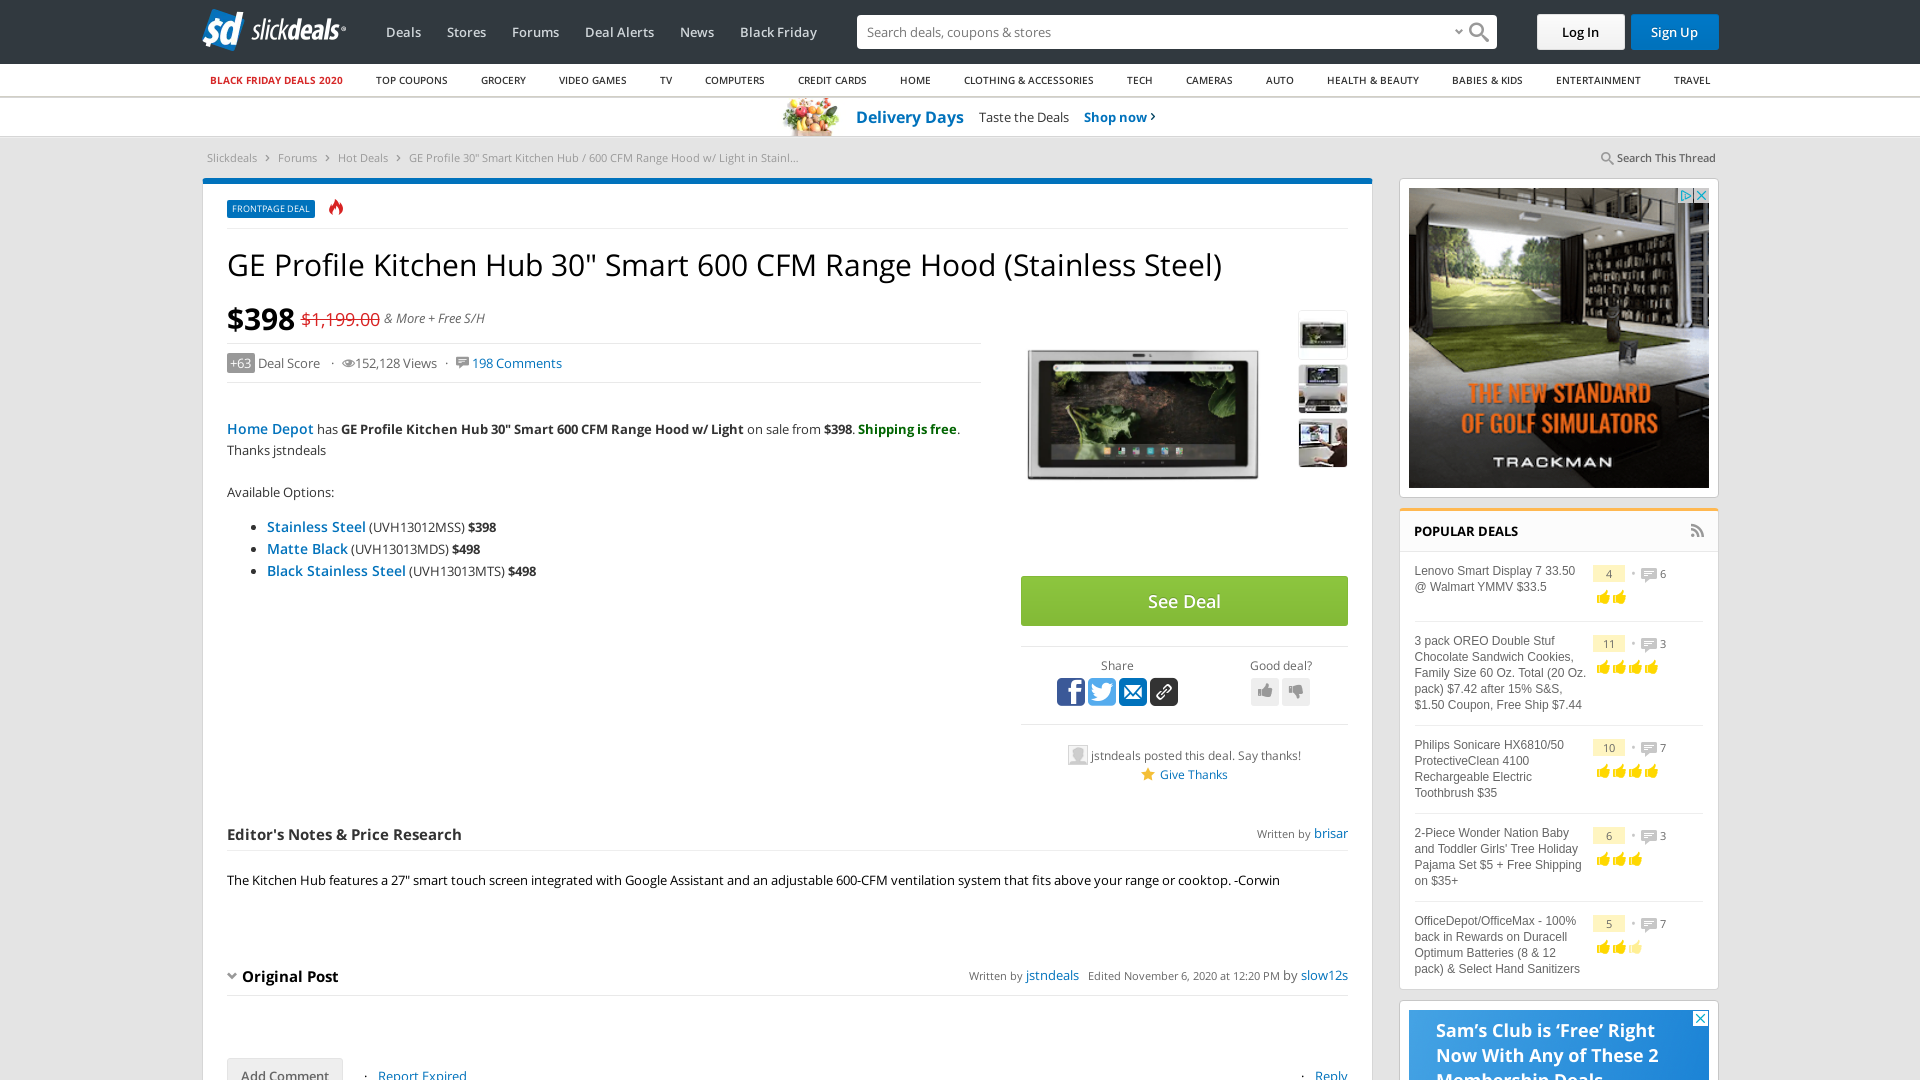 sd slickdeals
Deals Stores Forums Deal Alerts News Black Friday
Search deals, coupons & stores
Log In Sign Up
BLACK FRIDAY DEALS 2020 TOP COUPONS GROCERY VIDEO GAMES TV COMPUTERS CREDIT CARDS HOME CLOTHING & ACCESSORIES TECH CAMERAS AUTO HEALTH & BEAUTY BABIES & KIDS ENTERTAINMENT TRAVEL
Delivery Days Taste the Deals Shop now
Slickdeals Forums Hot Deals GE Profile 30" Smart Kitchen Hub / 600 CFM Range Hood w/ Light in Stainl...
Search This Thread
FRONTPAGE DEAL
GE Profile Kitchen Hub 30" Smart 600 CFM Range Hood (Stainless Steel)
$398 $1,199.00 & More + Free S/H
+63 Deal Score · 152,128 Views · 198 Comments
Home Depot has GE Profile Kitchen Hub 30" Smart 600 CFM Range Hood w/ Light on sale from $398. Shipping is free.
Thanks jstndeals
Available Options:
• Stainless Steel (UVH13012MSS) $398
• Matte Black (UVH13013MDS) $498
• Black Stainless Steel (UVH13013MTS) $498
See Deal
Share Good deal?
jstndeals posted this deal. Say thanks!
Give Thanks
Editor's Notes & Price Research
Written by brisar
The Kitchen Hub features a 27" smart touch screen integrated with Google Assistant and an adjustable 600-CFM ventilation system that fits above your range or cooktop. -Corwin
Original Post
Written by jstndeals Edited November 6, 2020 at 12:20 PM by slow12s
Add Comment · Report Expired · Reply
THE NEW STANDARD
OF GOLF SIMULATORS
TRACKMAN
POPULAR DEALS
Lenovo Smart Display 7 33.50
@ Walmart YMMV $33.5
4 • 6
3 pack OREO Double Stuf
Chocolate Sandwich Cookies,
Family Size 60 Oz. Total (20 Oz.
pack) $7.42 after 15% S&S,
$1.50 Coupon, Free Ship $7.44
11 • 3
Philips Sonicare HX6810/50
ProtectiveClean 4100
Rechargeable Electric
Toothbrush $35
10 • 7
2-Piece Wonder Nation Baby
and Toddler Girls' Tree Holiday
Pajama Set $5 + Free Shipping
on $35+
6 • 3
OfficeDepot/OfficeMax - 100%
back in Rewards on Duracell
Optimum Batteries (8 & 12
pack) & Select Hand Sanitizers
5 • 7
Sam's Club is ‘Free’ Right
Now With Any of These 2
Membership Deals